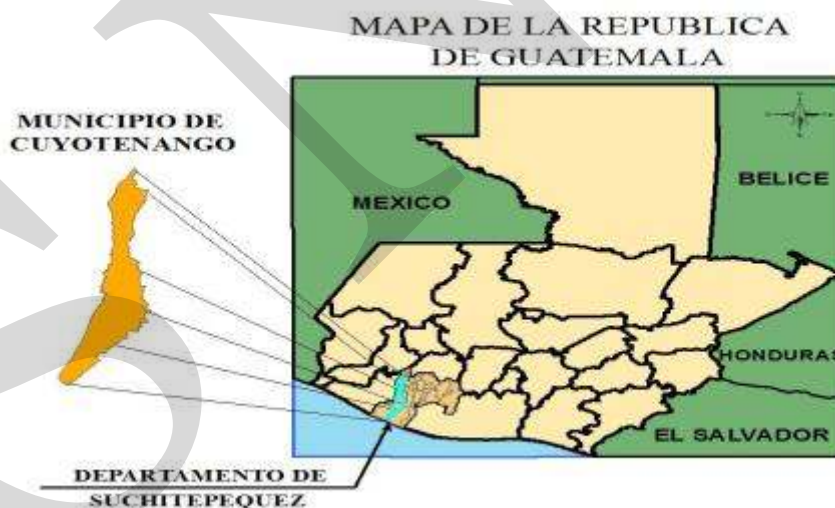 MAPA DE LA REPUBLICA
DE GUATEMALA
MUNICIPIO DE
CUYOTENANGO
MEXICO
BELICE
HONDURAS
EL SALVADOR
DEPARTAMENTO DE
SUCHITEPEQUEZ